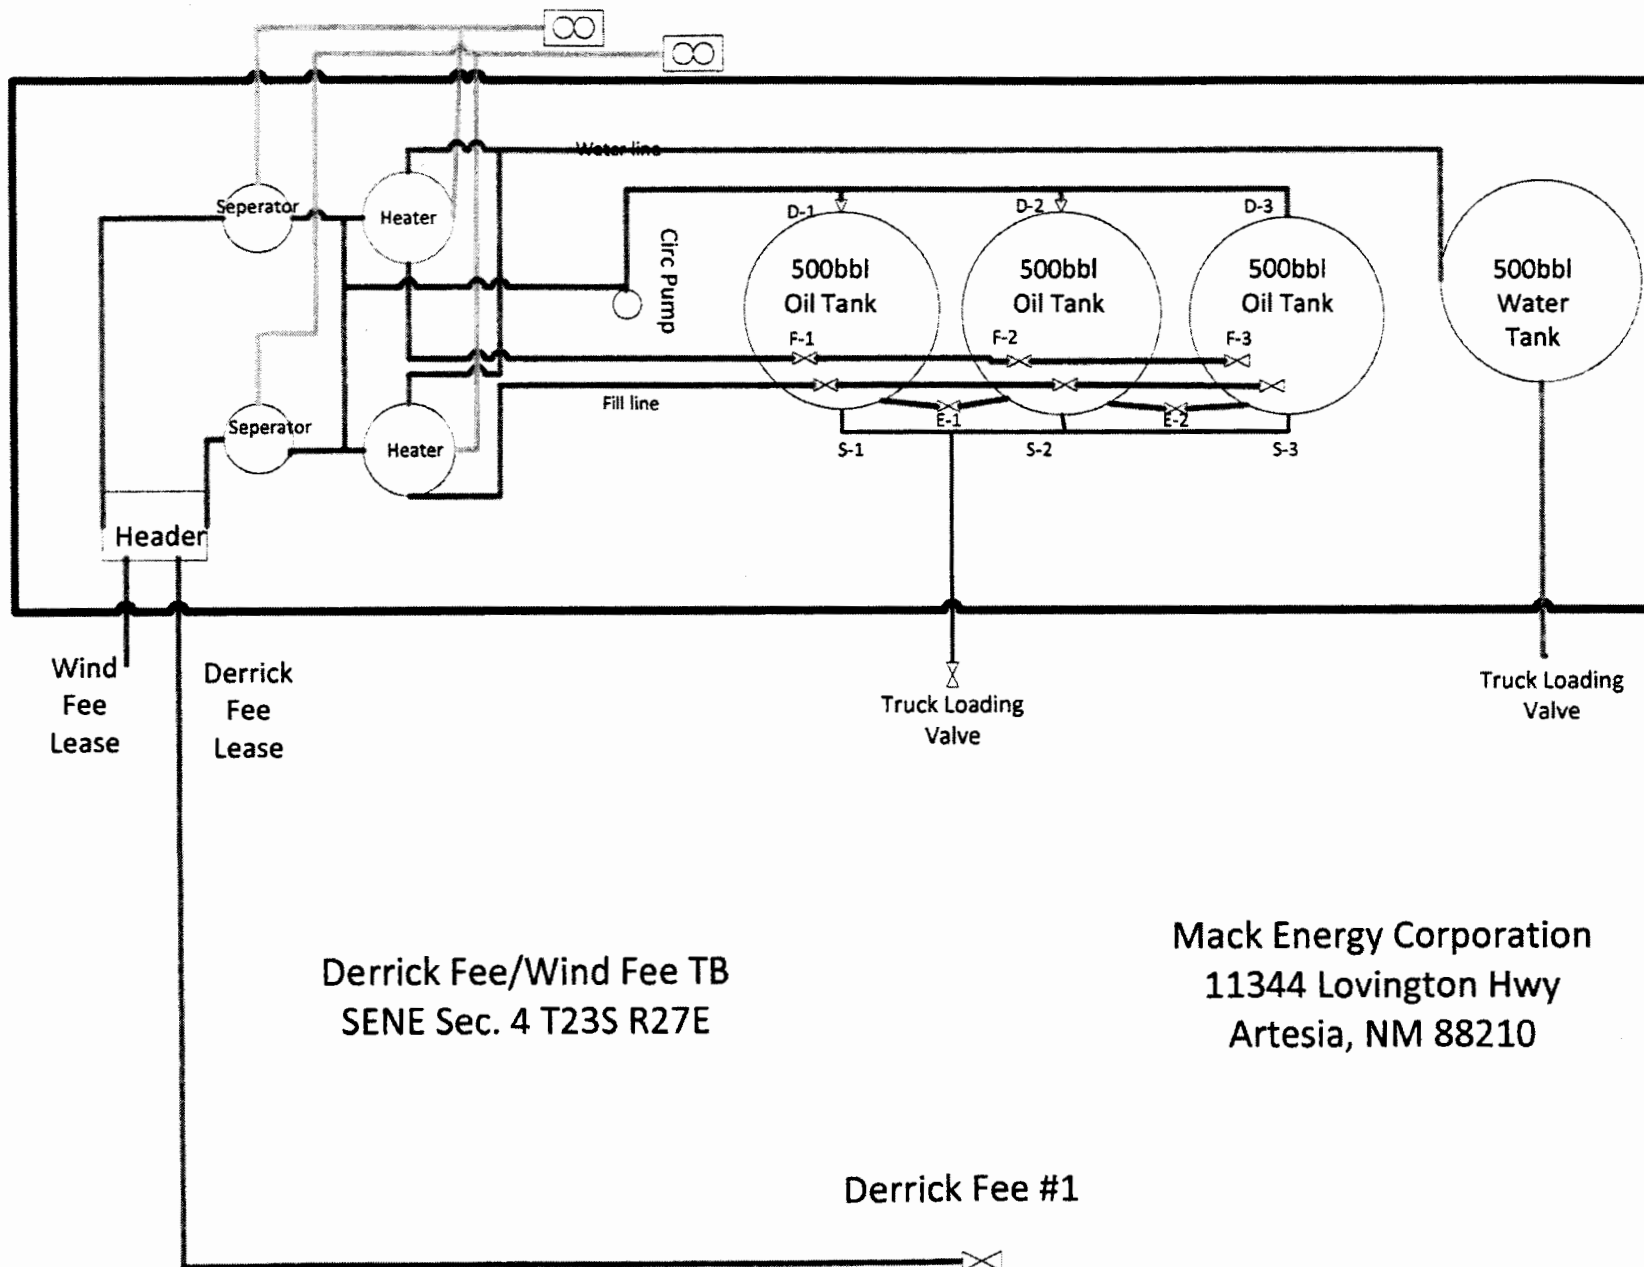 Water line
Seperator
Heater
D-1
D-2
D-3
Circ Pump
500bbl
Oil Tank
500bbl
Oil Tank
500bbl
Oil Tank
500bbl
Water
Tank
F-1
F-2
F-3
Fill line
Seperator
Heater
E-1
E-2
S-1
S-2
S-3
Header
Wind
Fee
Lease
Derrick
Fee
Lease
Truck Loading
Valve
Truck Loading
Valve
Derrick Fee/Wind Fee TB
SENE Sec. 4 T23S R27E
Mack Energy Corporation
11344 Lovington Hwy
Artesia, NM 88210
Derrick Fee #1